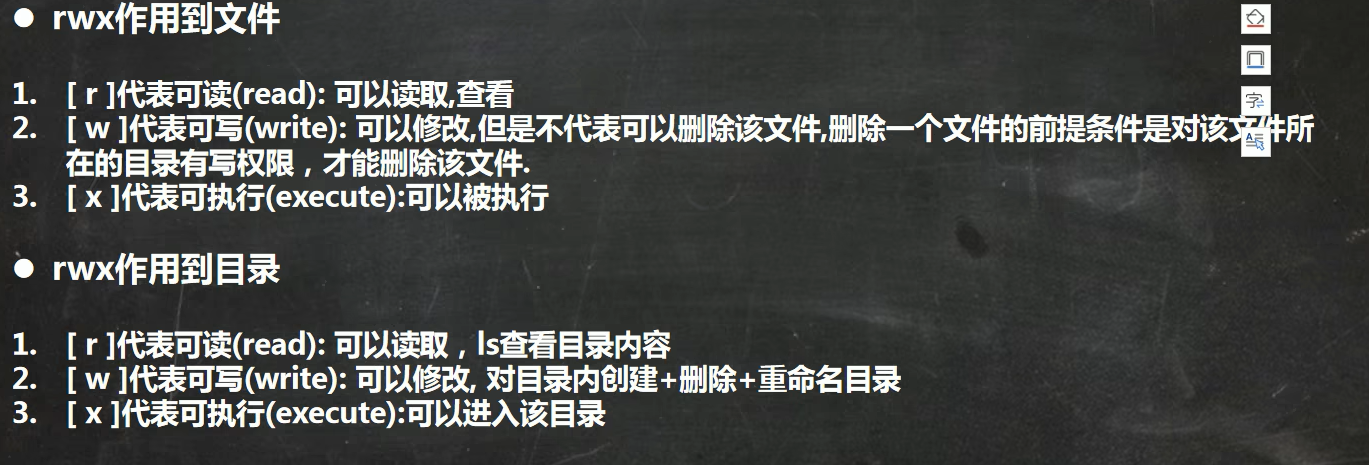 ● rwx作用到文件
1. [ r ]代表可读(read): 可以读取,查看
2. [ w ]代表可写(write): 可以修改,但是不代表可以删除该文件,删除一个文件的前提条件是对该文件所
在的目录有写权限，才能删除该文件.
3. [ x ]代表可执行(execute):可以被执行
● rwx作用到目录
1. [ r ]代表可读(read): 可以读取，ls查看目录内容
2. [ w ]代表可写(write): 可以修改, 对目录内创建+删除+重命名目录
3. [ x ]代表可执行(execute):可以进入该目录